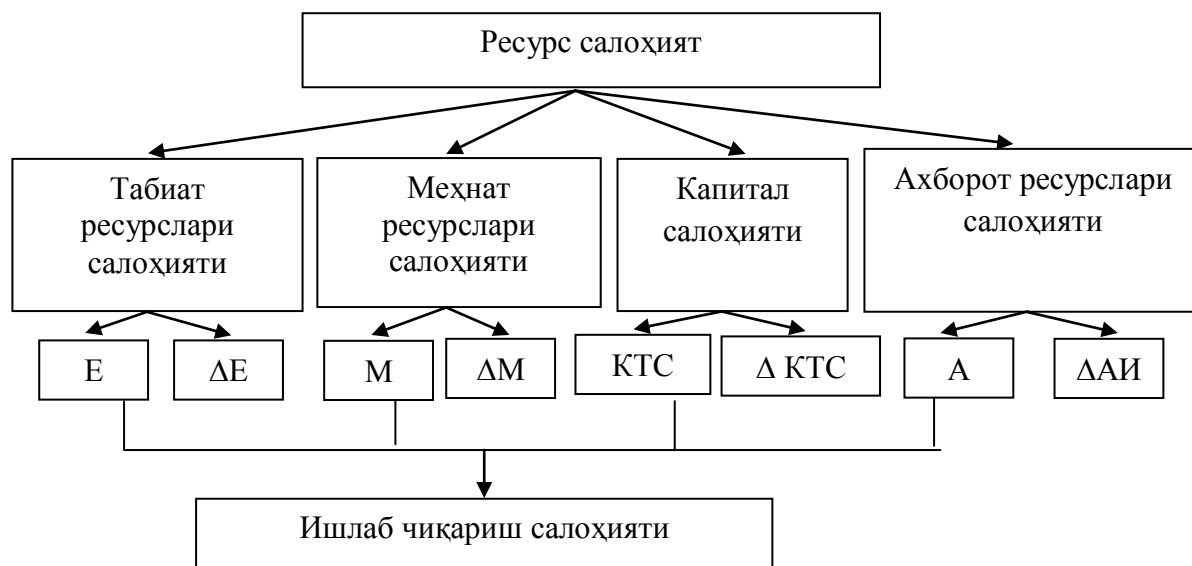 Ресурс салоҳият
Табиат
ресурслари
салоҳияти
Меҳнат
ресурслари
салоҳияти
Капитал
салоҳияти
Ахборот ресурслари
салоҳияти
Е
ΔЕ
М
ΔМ
КТС
Δ КТС
А
ΔАИ
Ишлаб чиқариш салоҳияти